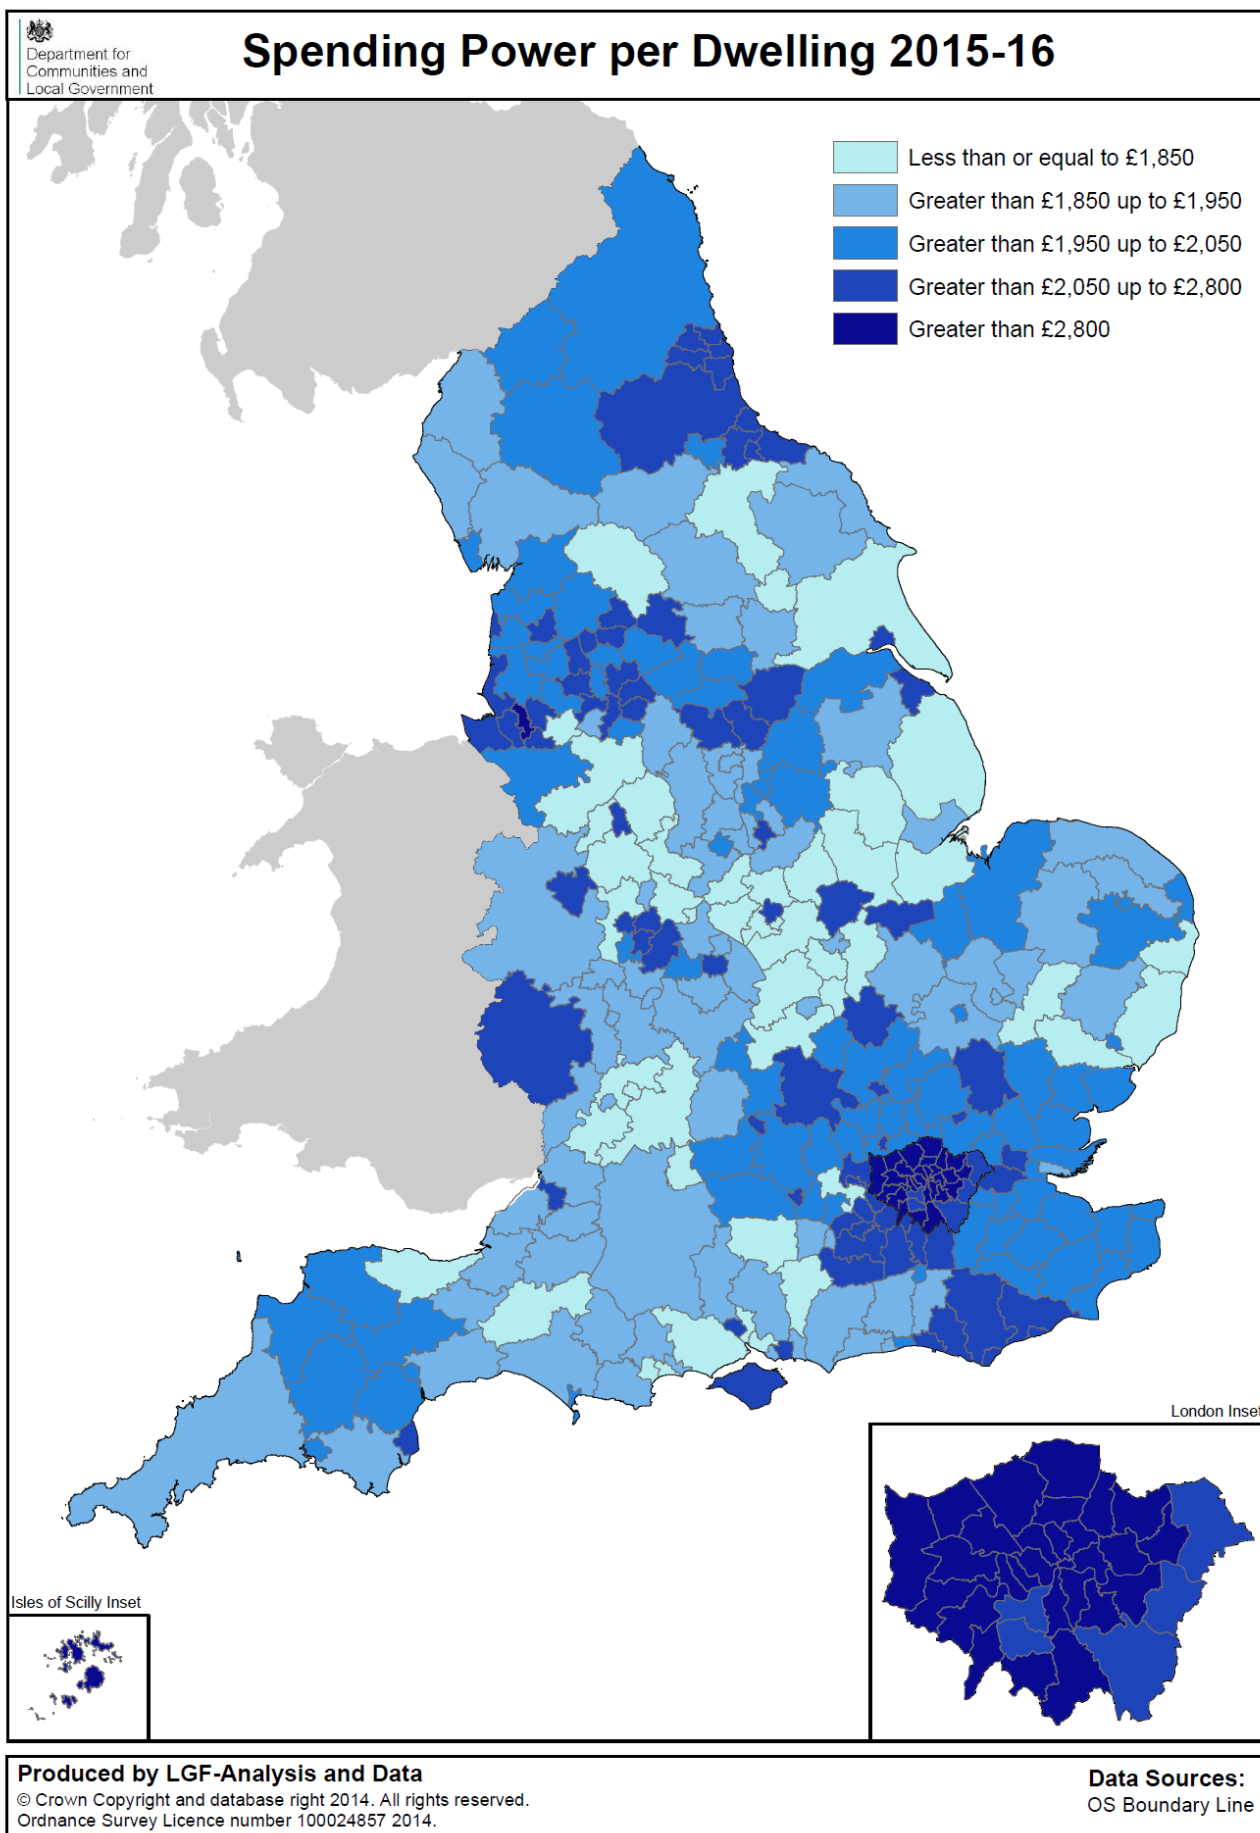 Department for
Communities and
Local Government
Spending Power per Dwelling 2015-16
Less than or equal to £1,850
Greater than £1,850 up to £1,950
Greater than £1,950 up to £2,050
Greater than £2,050 up to £2,800
Greater than £2,800
London Inset
Isles of Scilly Inset
Produced by LGF-Analysis and Data
© Crown Copyright and database right 2014. All rights reserved.
Ordnance Survey Licence number 100024857 2014.
Data Sources:
OS Boundary Line